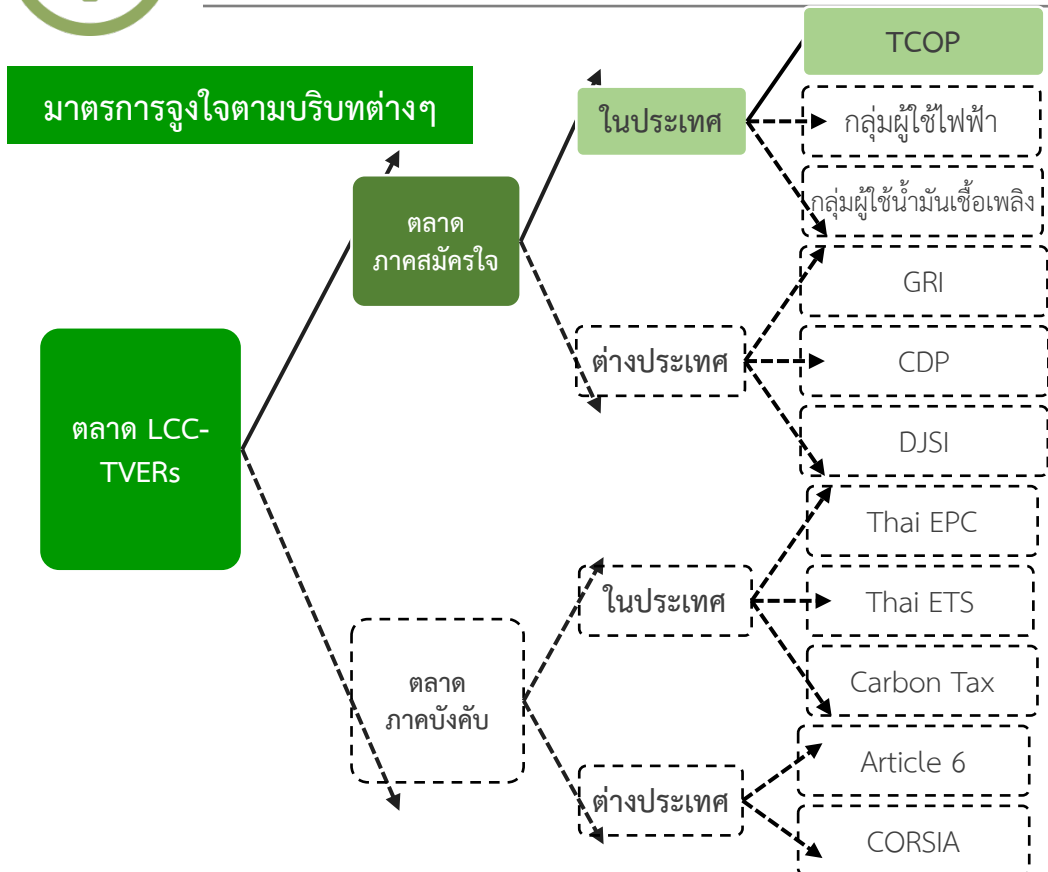 มาตรการจูงใจตามบริบทต่างๆ
ตลาด LCC-
TVERs
ตลาด
ภาคสมัครใจ
ในประเทศ
TCOP
กลุ่มผู้ใช้ไฟฟ้า
กลุ่มผู้ใช้น้ำมันเชื้อเพลิง
ต่างประเทศ
GRI
CDP
DJSI
ตลาด
ภาคบังคับ
ในประเทศ
Thai EPC
Thai ETS
Carbon Tax
ต่างประเทศ
Article 6
CORSIA